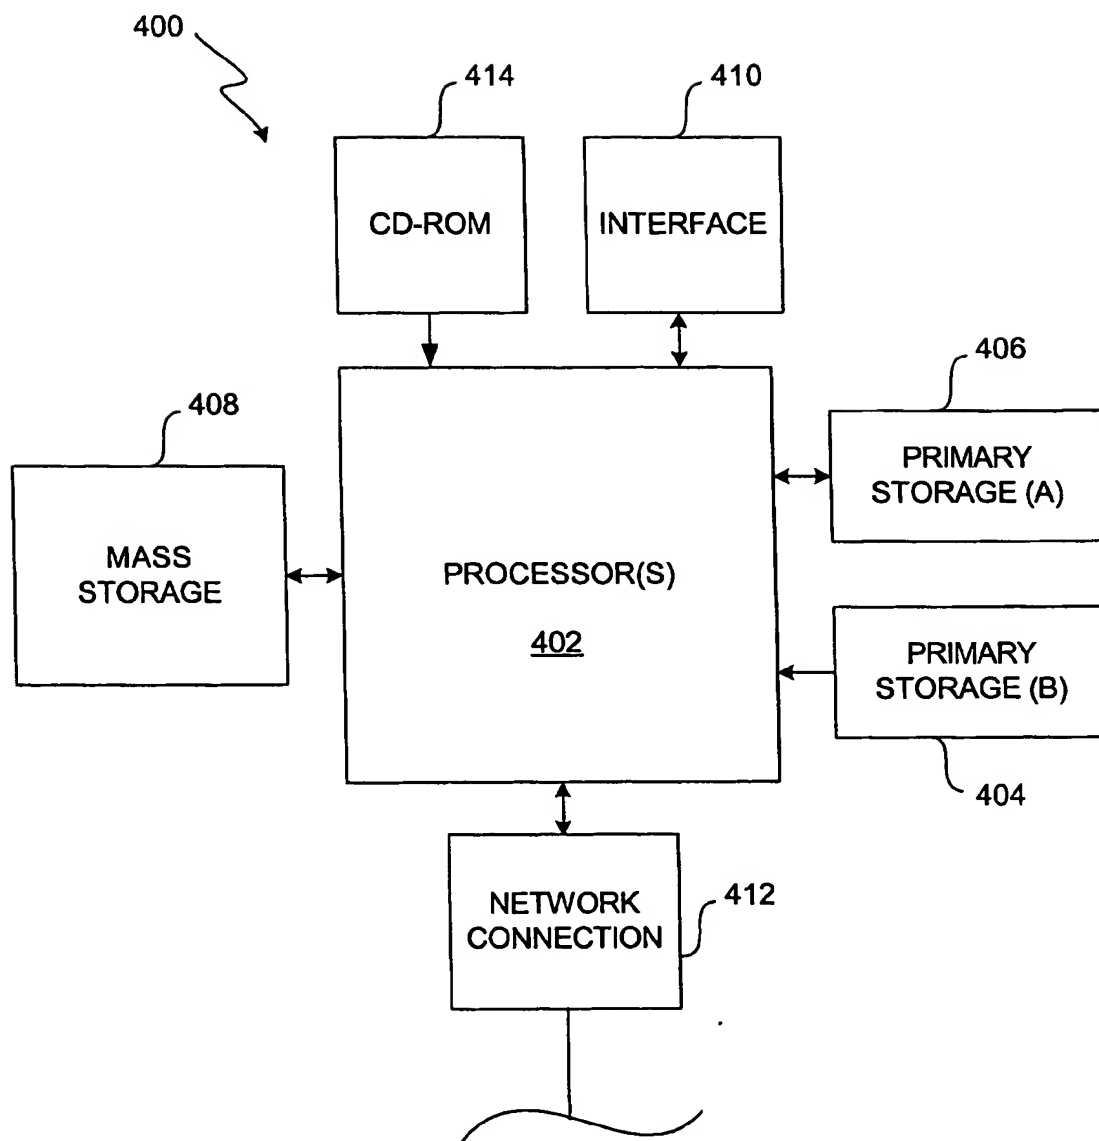 400
414
410
CD-ROM
INTERFACE
406
408
PRIMARY
STORAGE (A)
MASS
STORAGE
PROCESSOR(S)
402
PRIMARY
STORAGE (B)
404
NETWORK
CONNECTION
412